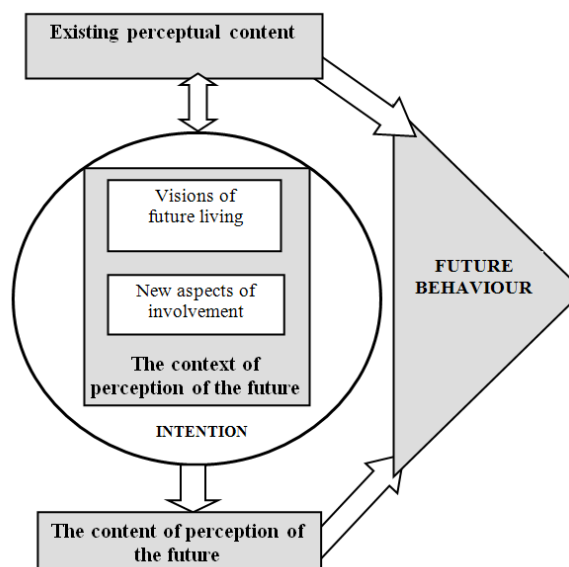 Existing perceptual content
Visions of
future living
New aspects of
involvement
The context of
perception of the future
INTENTION
FUTURE
BEHAVIOUR
The content of perception of
the future